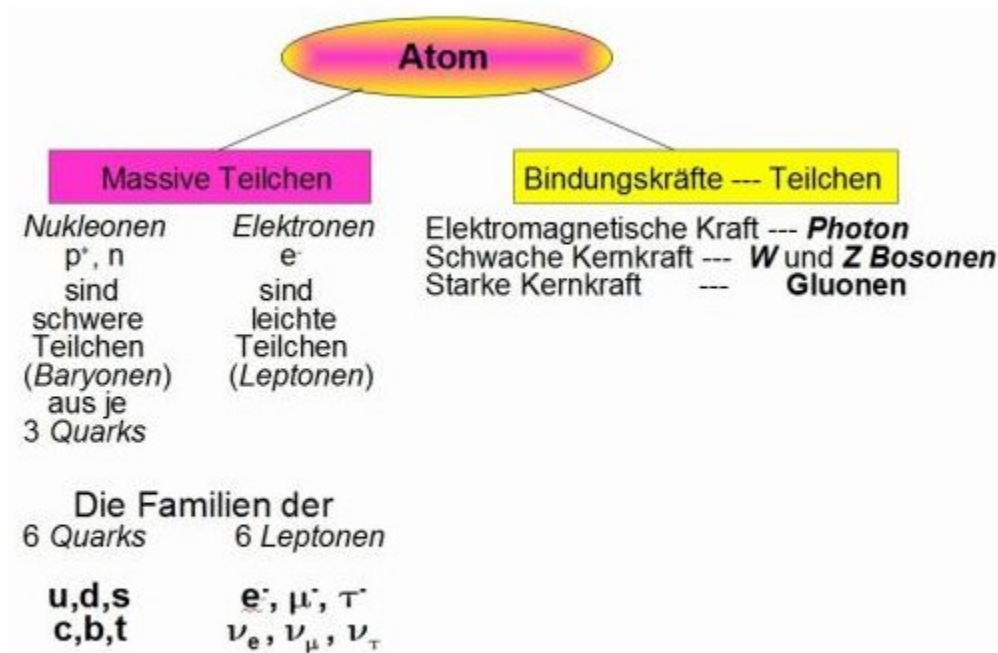 Atom
Massive Teilchen
Nukleonen
p⁺, n
sind
schwere
Teilchen
(Baryonen)
aus je
3 Quarks
Elektronen
e⁻
sind
leichte
Teilchen
(Leptonen)
Bindungskräfte --- Teilchen
Elektromagnetische Kraft --- Photon
Schwache Kernkraft --- W und Z Bosonen
Starke Kernkraft --- Gluonen
Die Familien der
6 Quarks
u,d,s
c,b,t
6 Leptonen
e⁻, μ⁻, τ⁻
νe, νμ, ντ